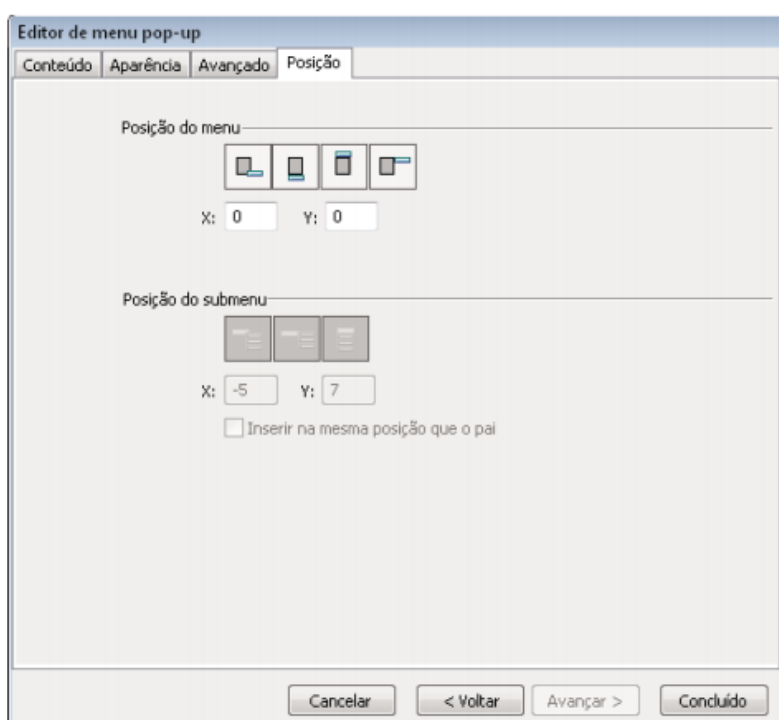 Editor de menu pop-up
Conteúdo Aparência Avançado Posição
Posição do menu
X: 0 Y: 0
Posição do submenu
X: -5 Y: 7
Inserir na mesma posição que o pai
Cancelar < Voltar Avançar > Concluído